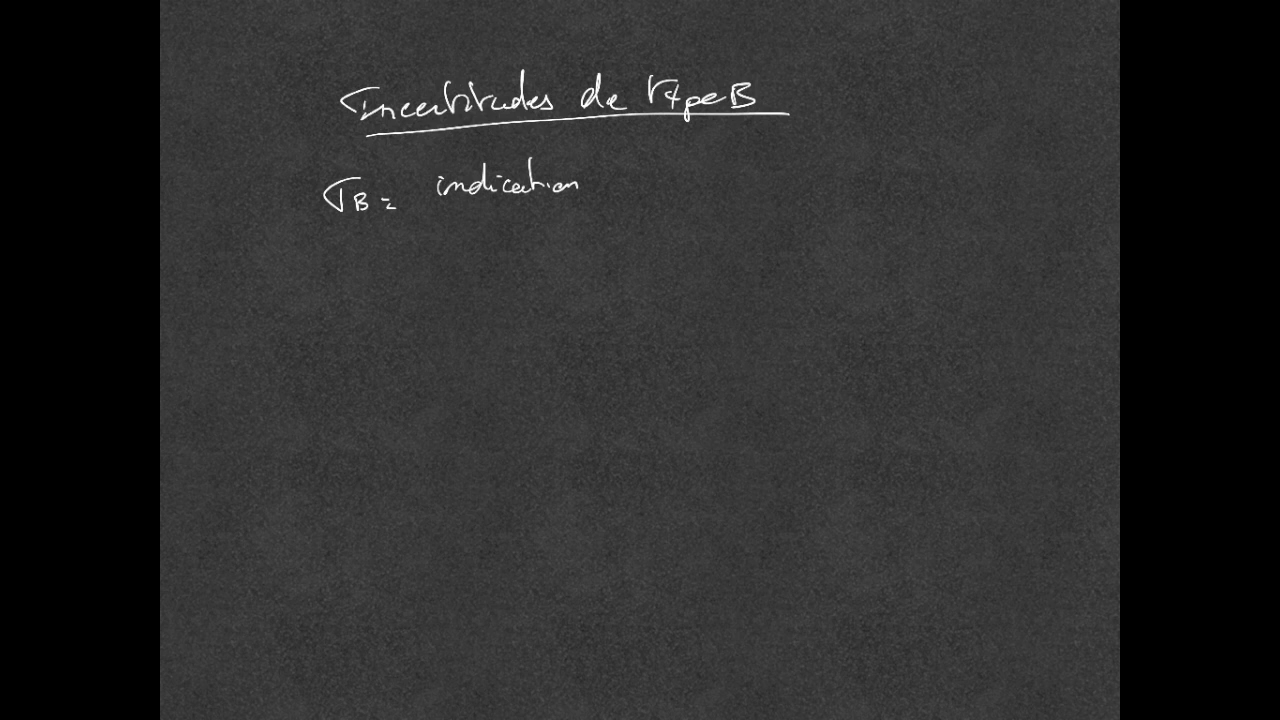 Incertitudes de Type B
σB = indication